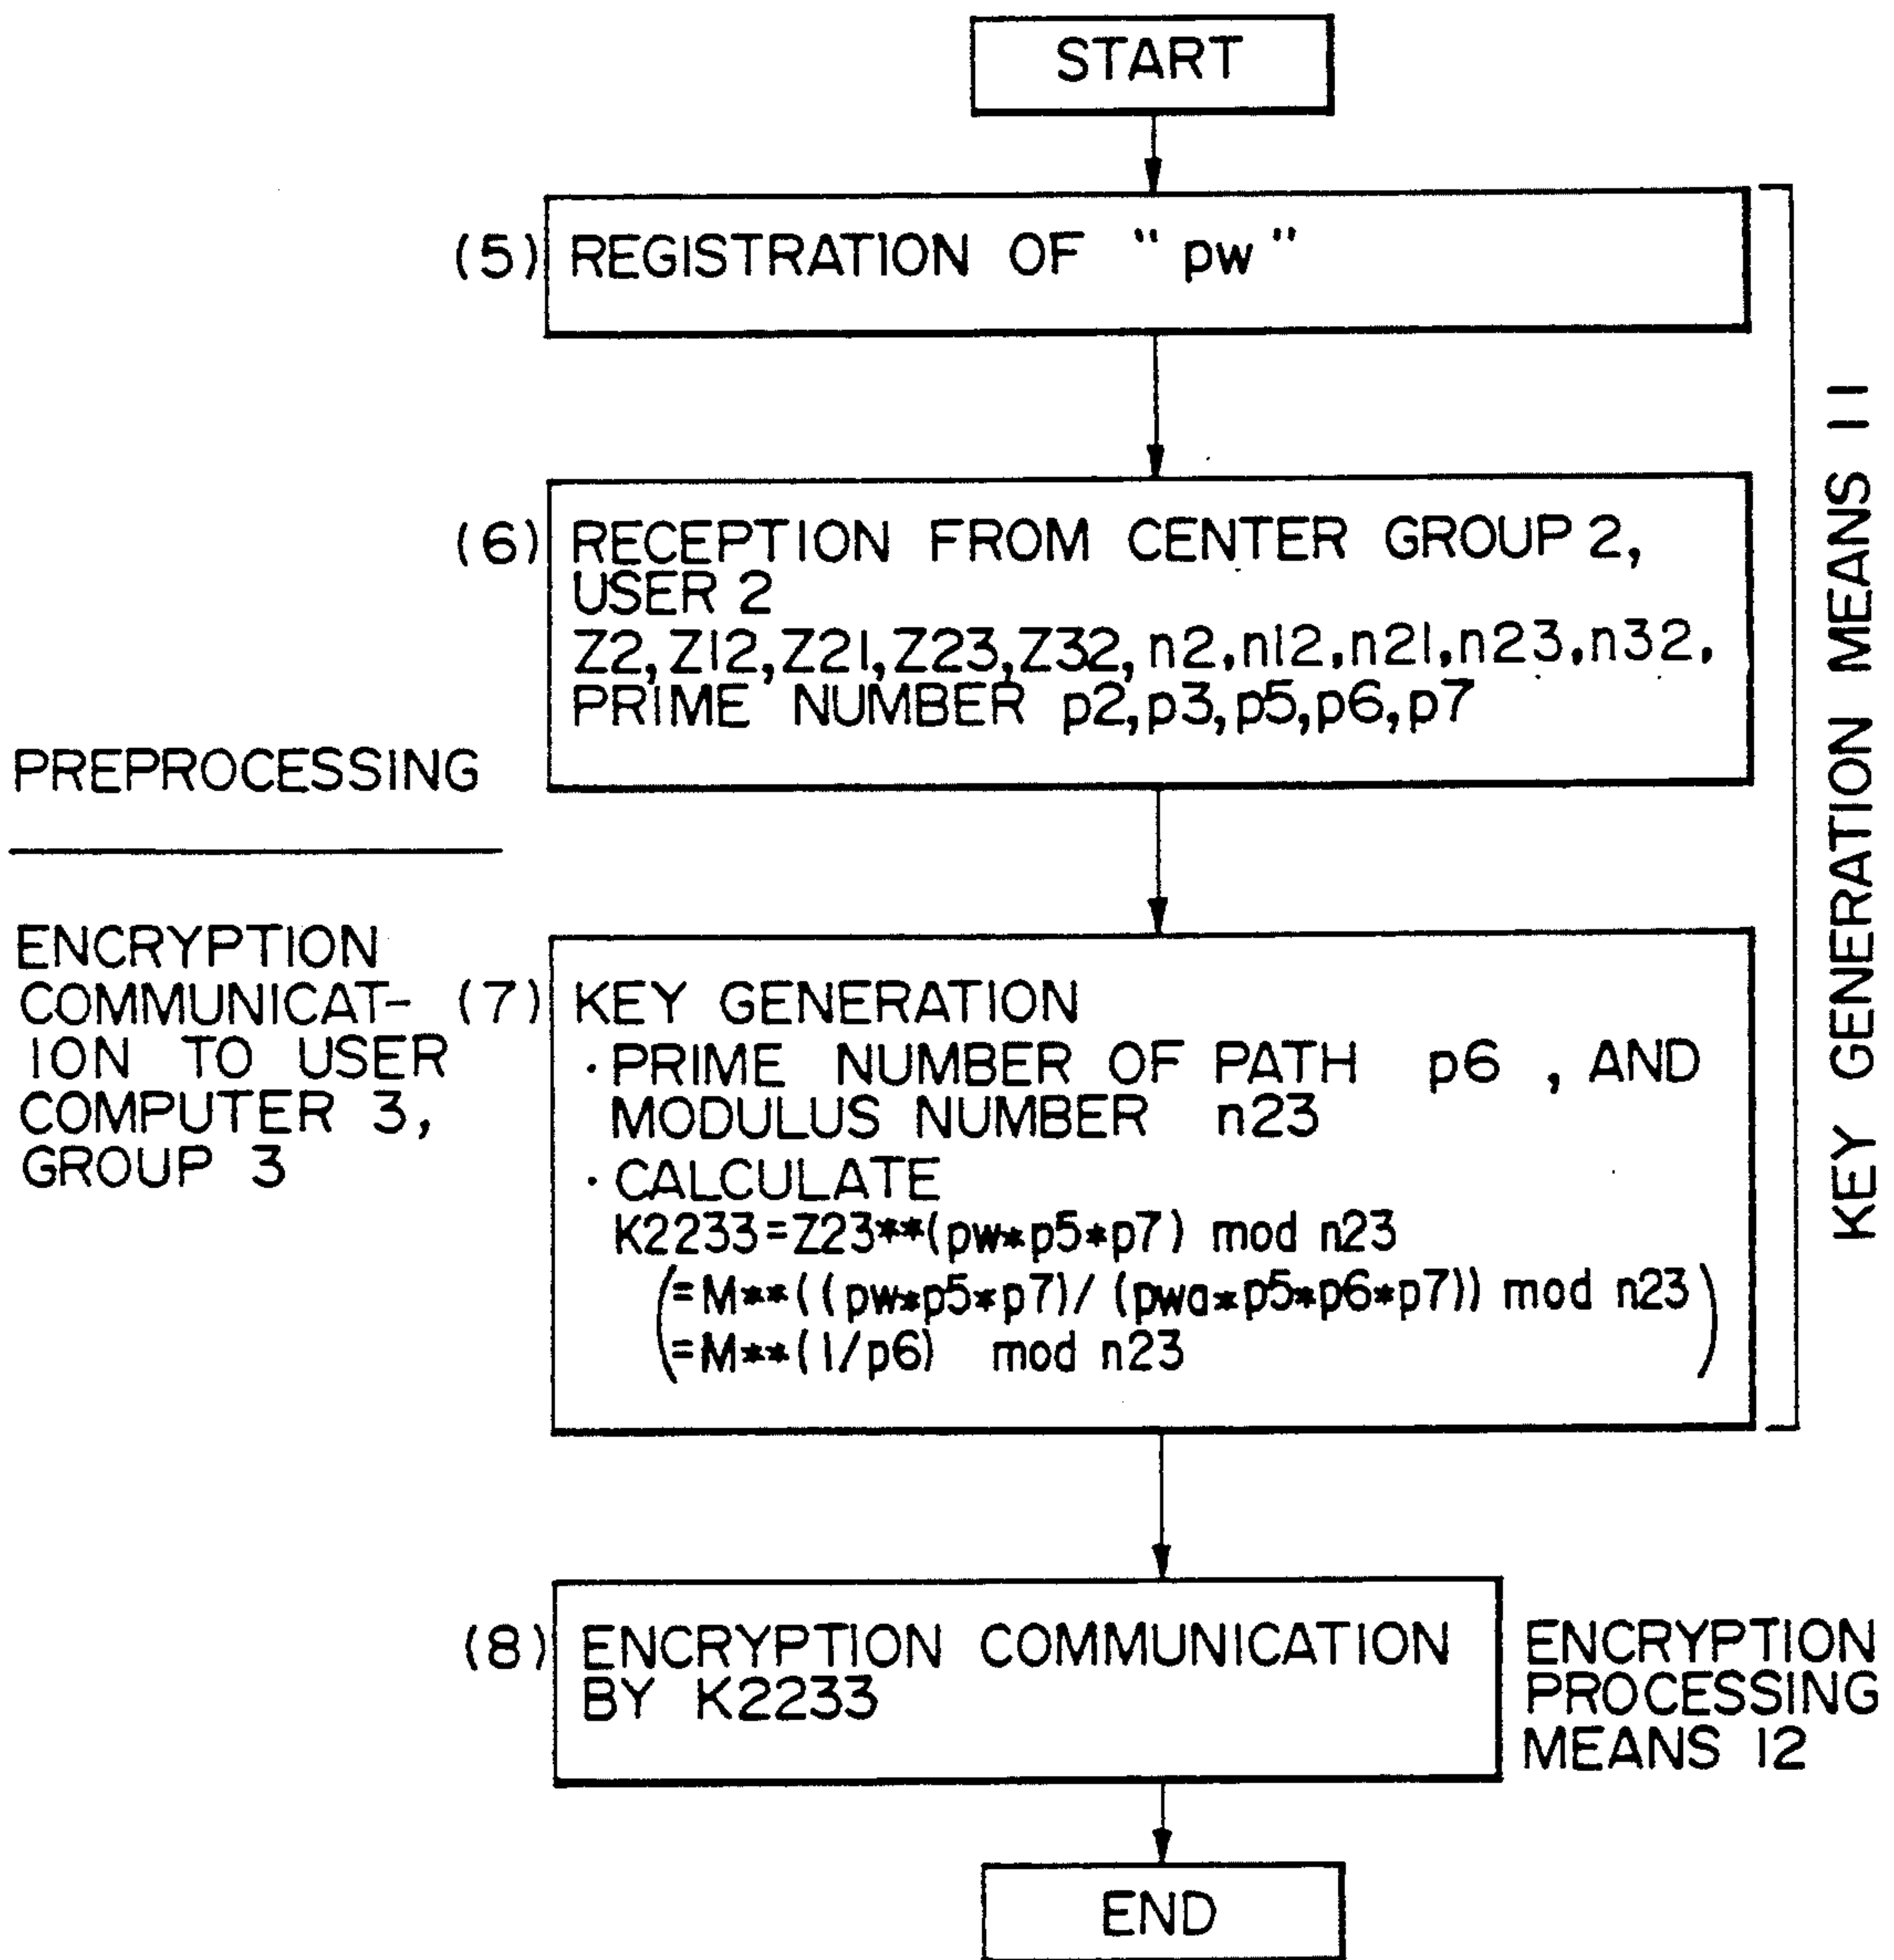 START
(5) REGISTRATION OF "pw"
(6) RECEPTION FROM CENTER GROUP 2,
USER 2
Z2, Z12, Z21, Z23, Z32, n2, n12, n21, n23, n32,
PRIME NUMBER p2, p3, p5, p6, p7
PREPROCESSING
ENCRYPTION
COMMUNICAT-
ION TO USER
COMPUTER 3,
GROUP 3
(7) KEY GENERATION
· PRIME NUMBER OF PATH p6 , AND
MODULUS NUMBER n23
· CALCULATE
K2233=Z23**(pw*p5*p7) mod n23
(=M**((pw*p5*p7)/(pwa*p5*p6*p7)) mod n23
=M**(1/p6) mod n23)
KEY GENERATION MEANS 11
(8) ENCRYPTION COMMUNICATION
BY K2233
ENCRYPTION
PROCESSING
MEANS 12
END